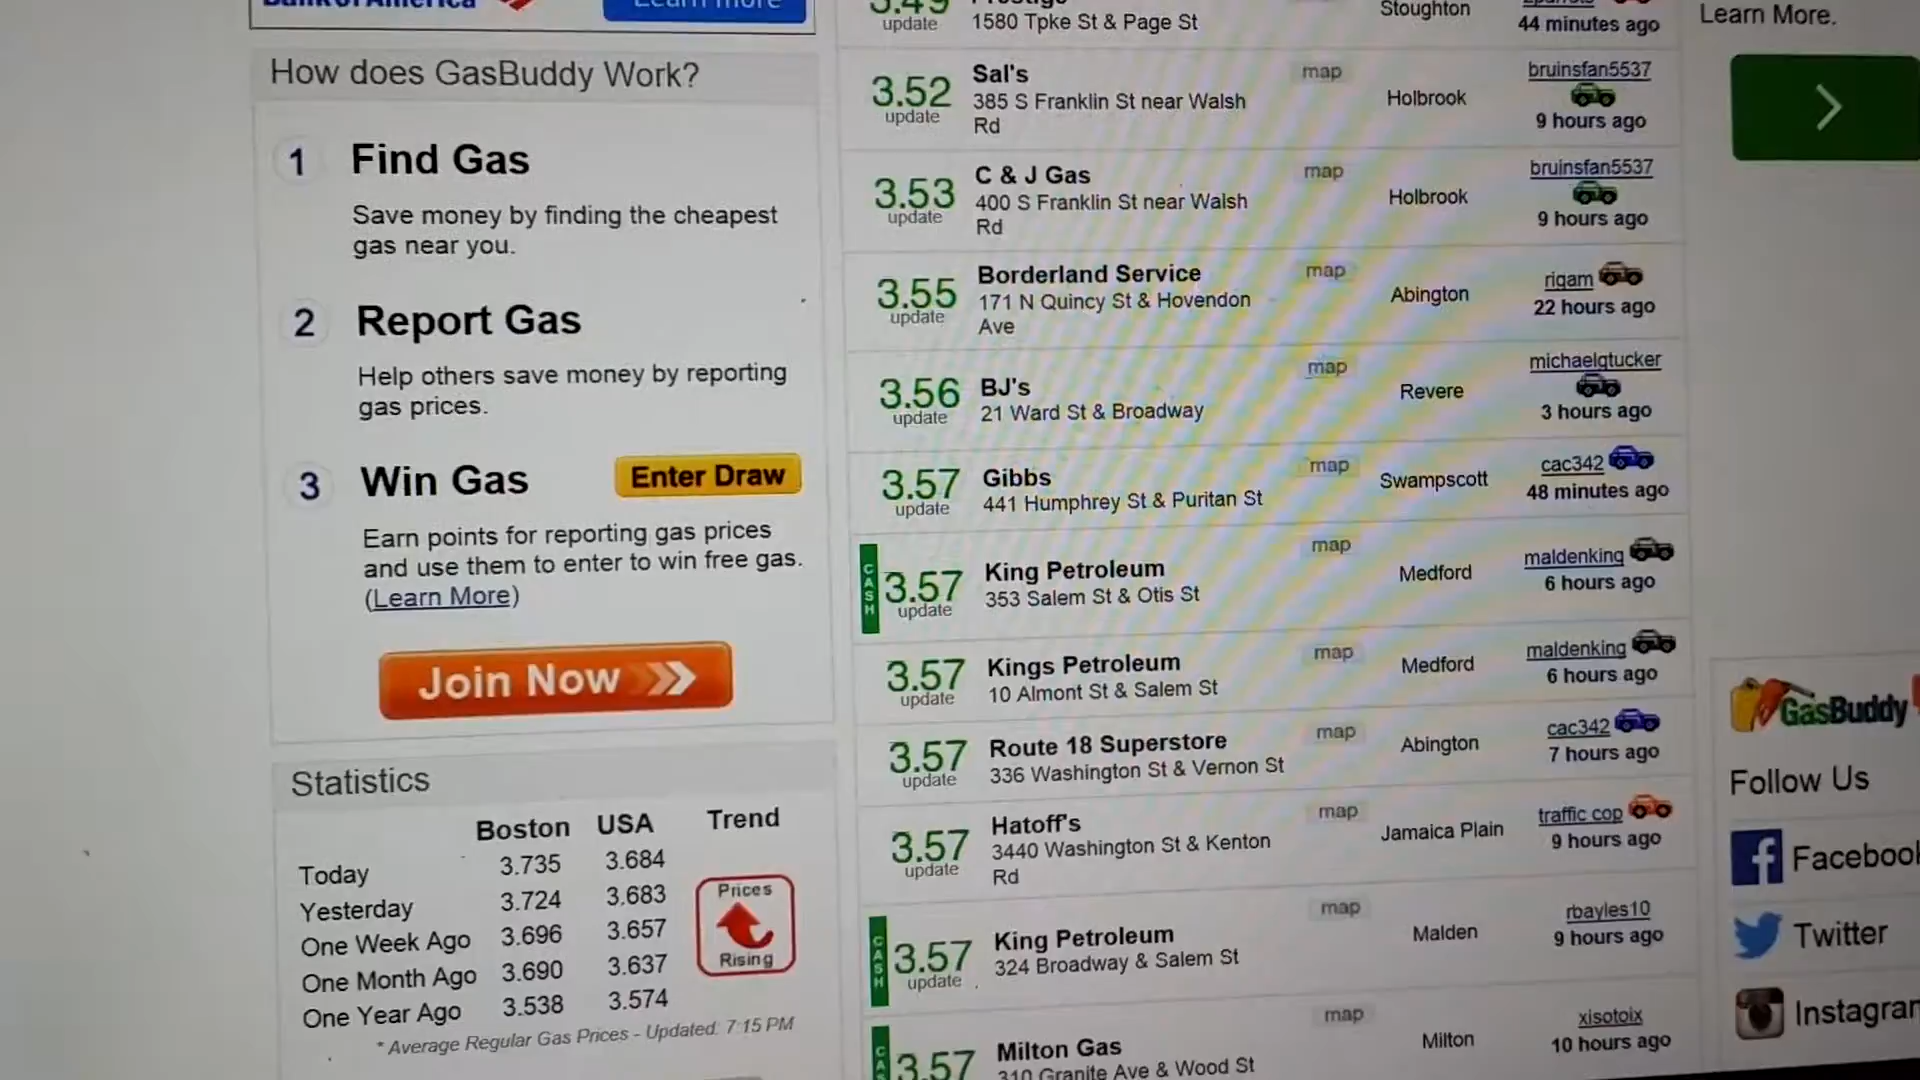 Bank of America
Learn more
How does GasBuddy Work?
1 Find Gas
Save money by finding the cheapest
gas near you.
2 Report Gas
Help others save money by reporting
gas prices.
3 Win Gas Enter Draw
Earn points for reporting gas prices
and use them to enter to win free gas.
(Learn More)
Join Now
Statistics
Boston USA Trend
Today 3.735 3.684
Yesterday 3.724 3.683
One Week Ago 3.696 3.657
One Month Ago 3.690 3.637
One Year Ago 3.538 3.574
Prices
Rising
* Average Regular Gas Prices - Updated: 7:15 PM
3.49
update
1580 Tpke St & Page St
Stoughton
44 minutes ago
3.52
update
Sal's
385 S Franklin St near Walsh
Rd
map
Holbrook
bruinsfan5537
9 hours ago
3.53
update
C & J Gas
400 S Franklin St near Walsh
Rd
map
Holbrook
bruinsfan5537
9 hours ago
3.55
update
Borderland Service
171 N Quincy St & Hovendon
Ave
map
Abington
rigam
22 hours ago
3.56
update
BJ's
21 Ward St & Broadway
map
Revere
michaelgtucker
3 hours ago
3.57
update
Gibbs
441 Humphrey St & Puritan St
map
Swampscott
cac342
48 minutes ago
CASH
3.57
update
King Petroleum
353 Salem St & Otis St
map
Medford
maldenking
6 hours ago
3.57
update
Kings Petroleum
10 Almont St & Salem St
map
Medford
maldenking
6 hours ago
3.57
update
Route 18 Superstore
336 Washington St & Vernon St
map
Abington
cac342
7 hours ago
3.57
update
Hatoff's
3440 Washington St & Kenton
Rd
map
Jamaica Plain
traffic cop
9 hours ago
CASH
3.57
update
King Petroleum
324 Broadway & Salem St
map
Malden
rbayles10
9 hours ago
CAS
3.57
Milton Gas
310 Granite Ave & Wood St
map
Milton
xisotoix
10 hours ago
Learn More.
GasBuddy
Follow Us
Facebook
Twitter
Instagram